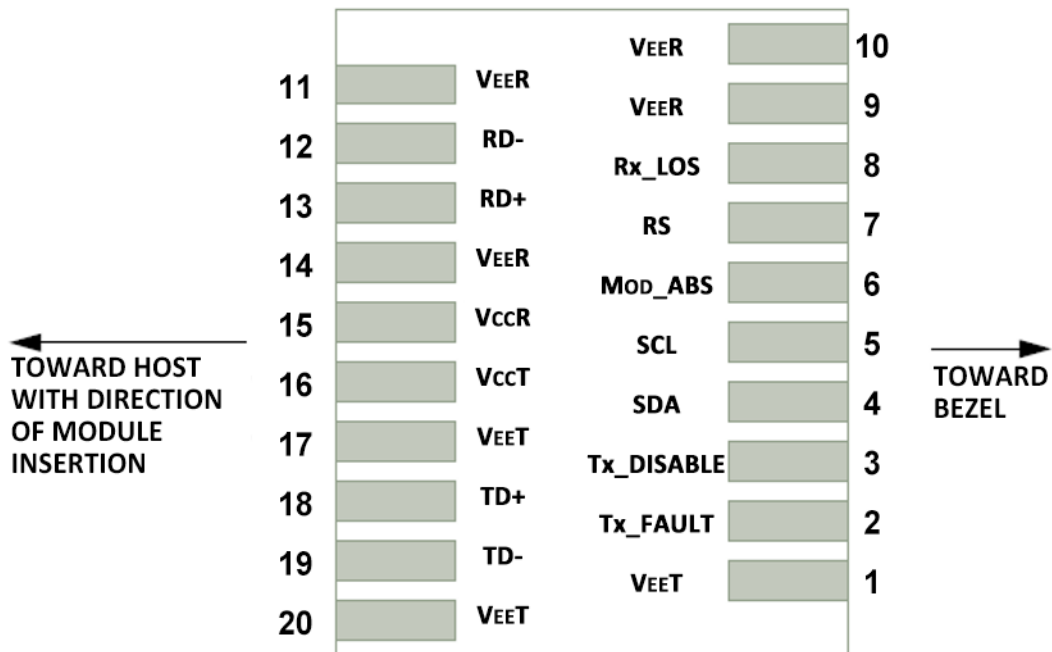 VEER 10
11 VEER
VEER 9
12 RD-
Rx_LOS 8
13 RD+
RS 7
14 VEER
MOD_ABS 6
15 VCCR
SCL 5
16 VCCT
SDA 4
17 VEET
Tx_DISABLE 3
18 TD+
Tx_FAULT 2
19 TD-
VEET 1
20 VEET
TOWARD HOST
WITH DIRECTION
OF MODULE
INSERTION
TOWARD
BEZEL